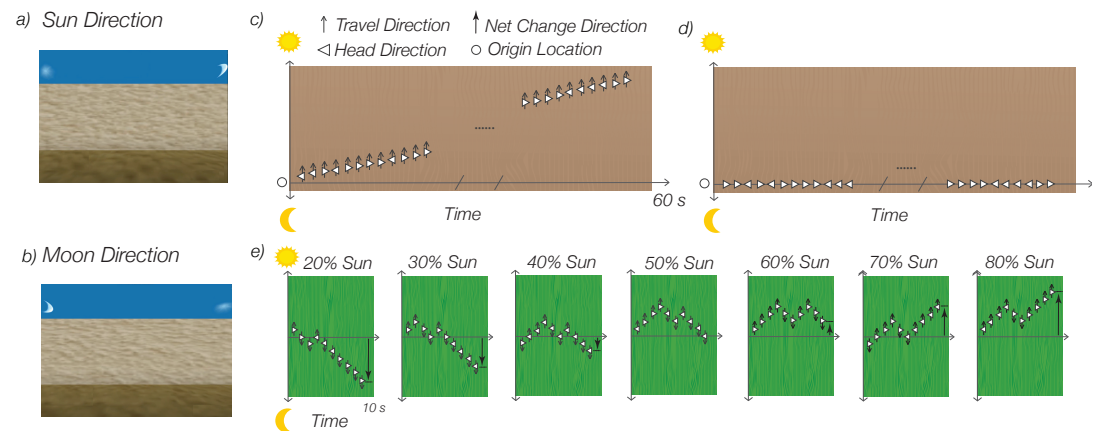 a) Sun Direction
b) Moon Direction
c)
Travel Direction
Net Change Direction
Head Direction
Origin Location
......
Time
60 s
d)
......
Time
e)
20% Sun
30% Sun
40% Sun
50% Sun
60% Sun
70% Sun
80% Sun
10 s
Time